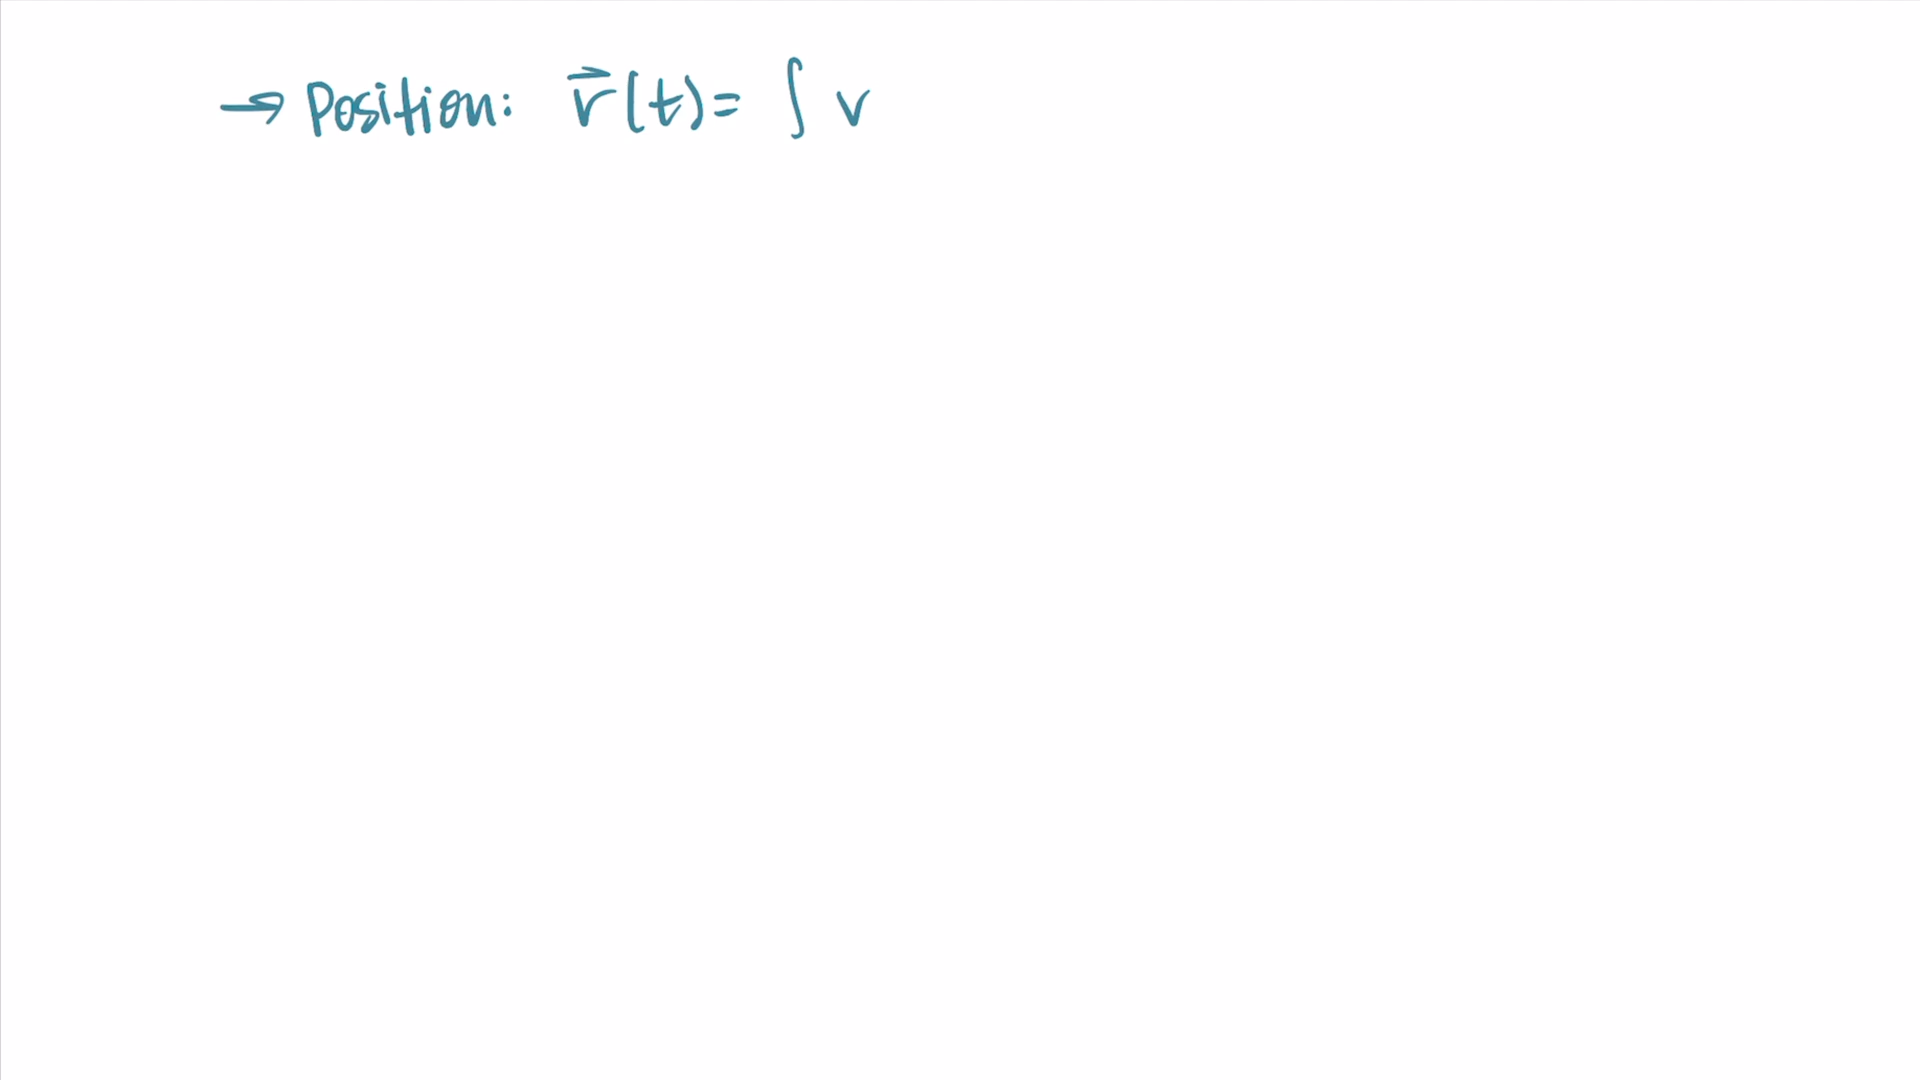 → Position: r⃗(t)= ∫ v